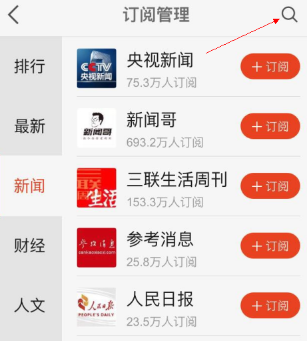 订阅管理
排行
最新
新闻
财经
人文
CCTV
央视新闻
央视新闻
75.3万人订阅
+订阅
新闻哥
新闻哥
693.2万人订阅
+订阅
三联
生活
三联生活周刊
153.3万人订阅
+订阅
参考消息
参考消息
25.8万人订阅
+订阅
人民日报
PEOPLE'S DAILY
人民日报
23.5万人订阅
+订阅